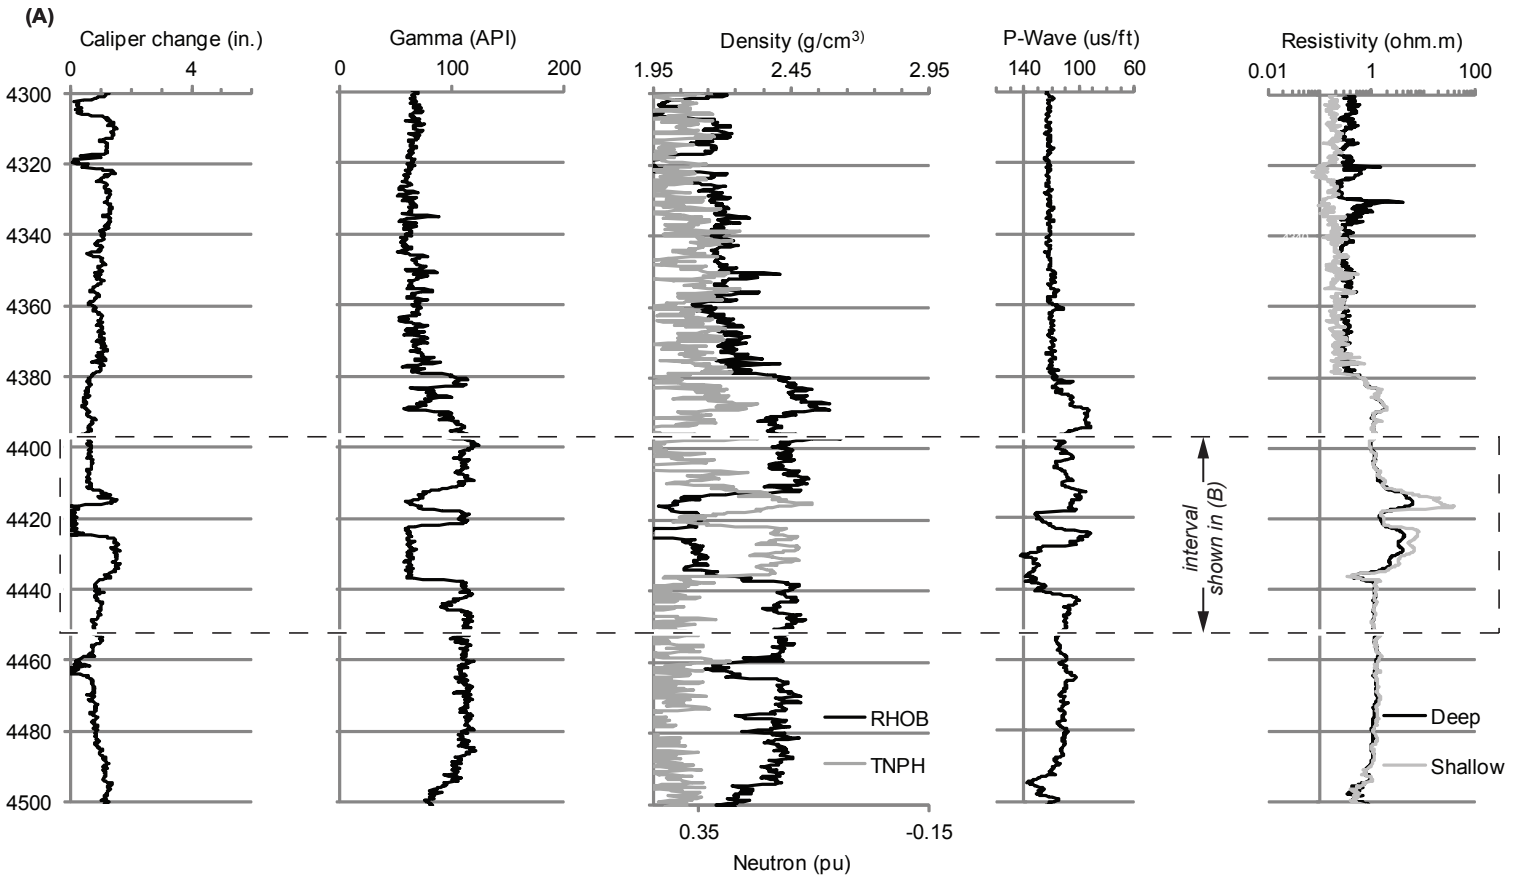 (A)
Caliper change (in.) Gamma (API) Density (g/cm³⁾ P-Wave (us/ft) Resistivity (ohm.m)
0 4 0 100 200 1.95 2.45 2.95 140 100 60 0.01 1 100
4300
4320
4340
4360
4380
4400
4420
4440
4460
4480
4500
interval
shown in (B)
RHOB
TNPH
Deep
Shallow
0.35 -0.15
Neutron (pu)